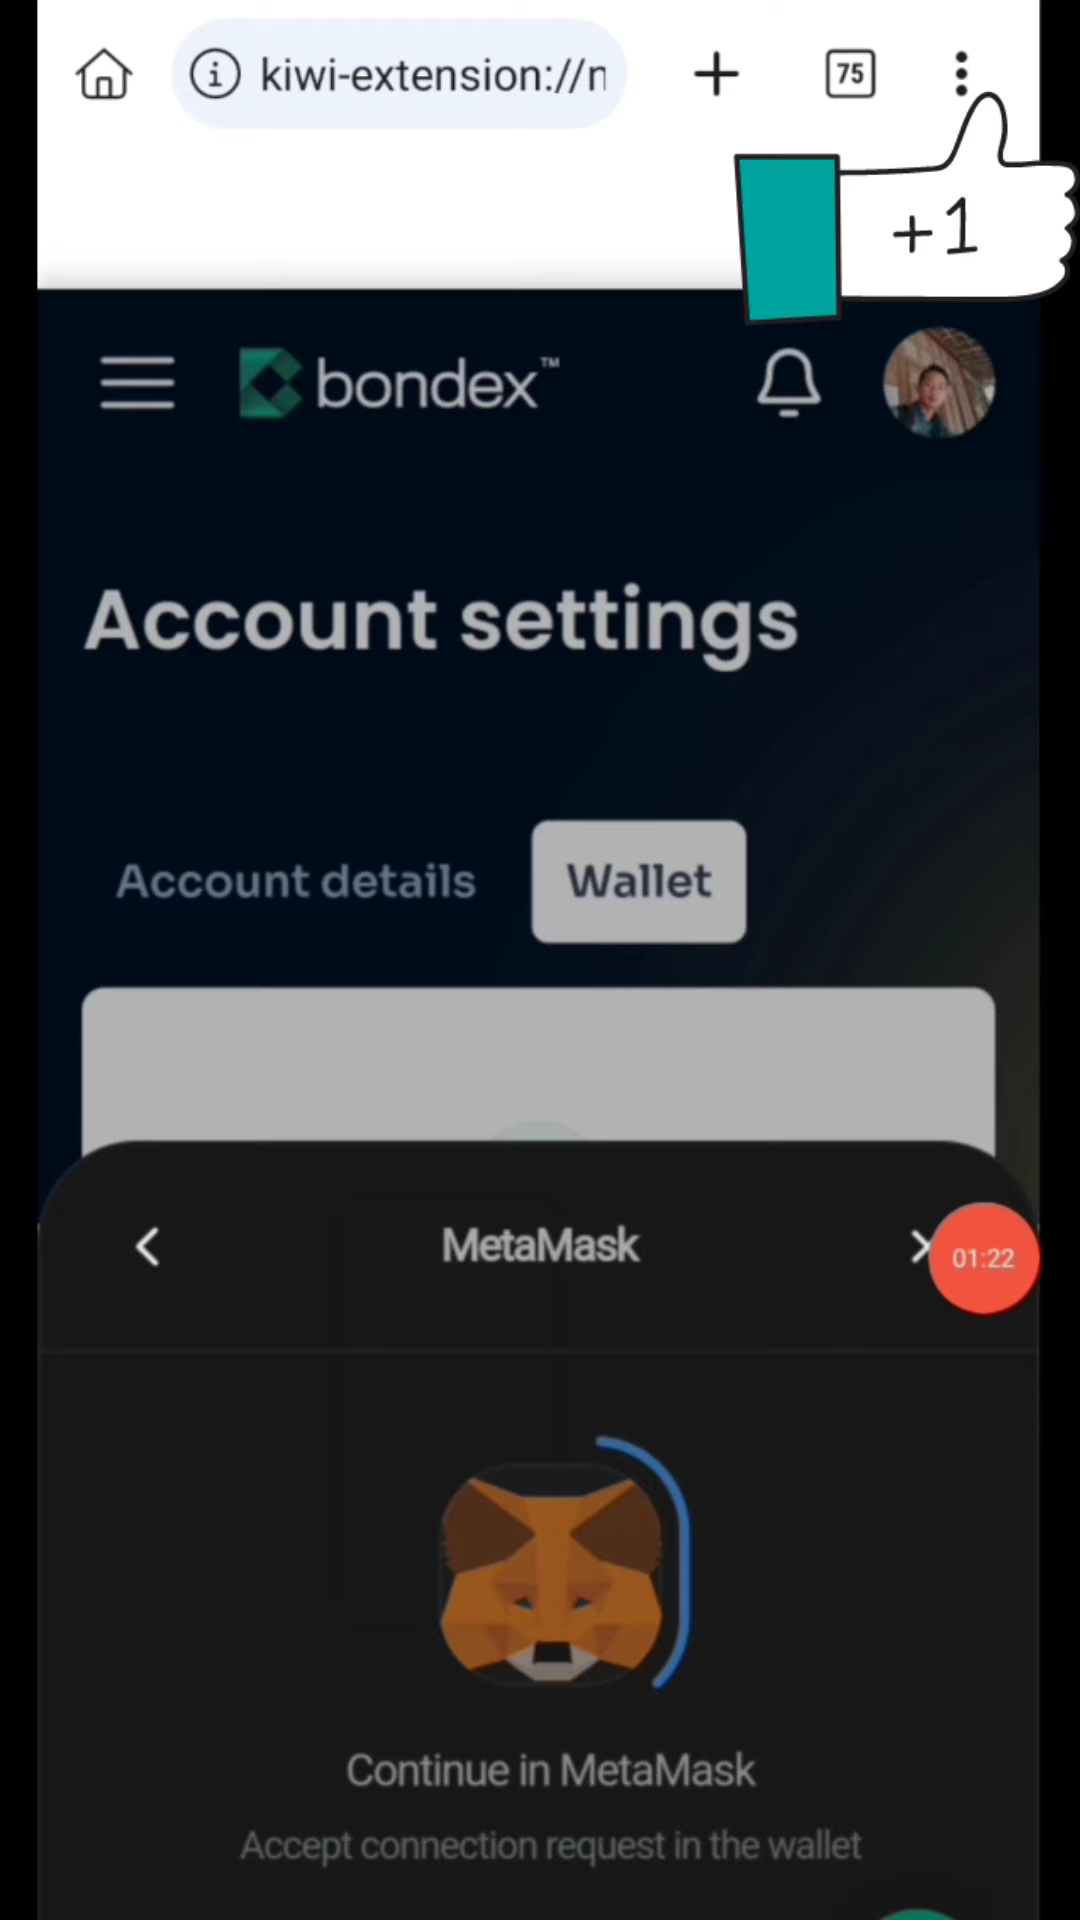 kiwi-extension://n
75
+1
bondex™
Account settings
Account details
Wallet
MetaMask
01:22
Continue in MetaMask
Accept connection request in the wallet